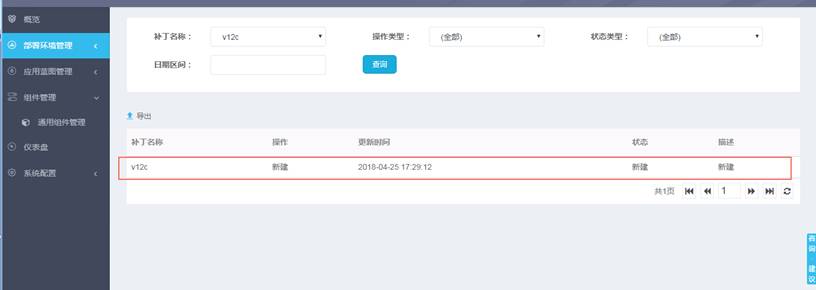 概览
部署环境管理
应用蓝图管理
组件管理
通用组件管理
仪表盘
系统配置
补丁名称： v12c 操作类型： (全部) 状态类型： (全部)
日期区间： 查询
导出
补丁名称 操作 更新时间 状态 描述
v12c 新建 2018-04-25 17:29:12 新建 新建
共1页 1
咨询·建议